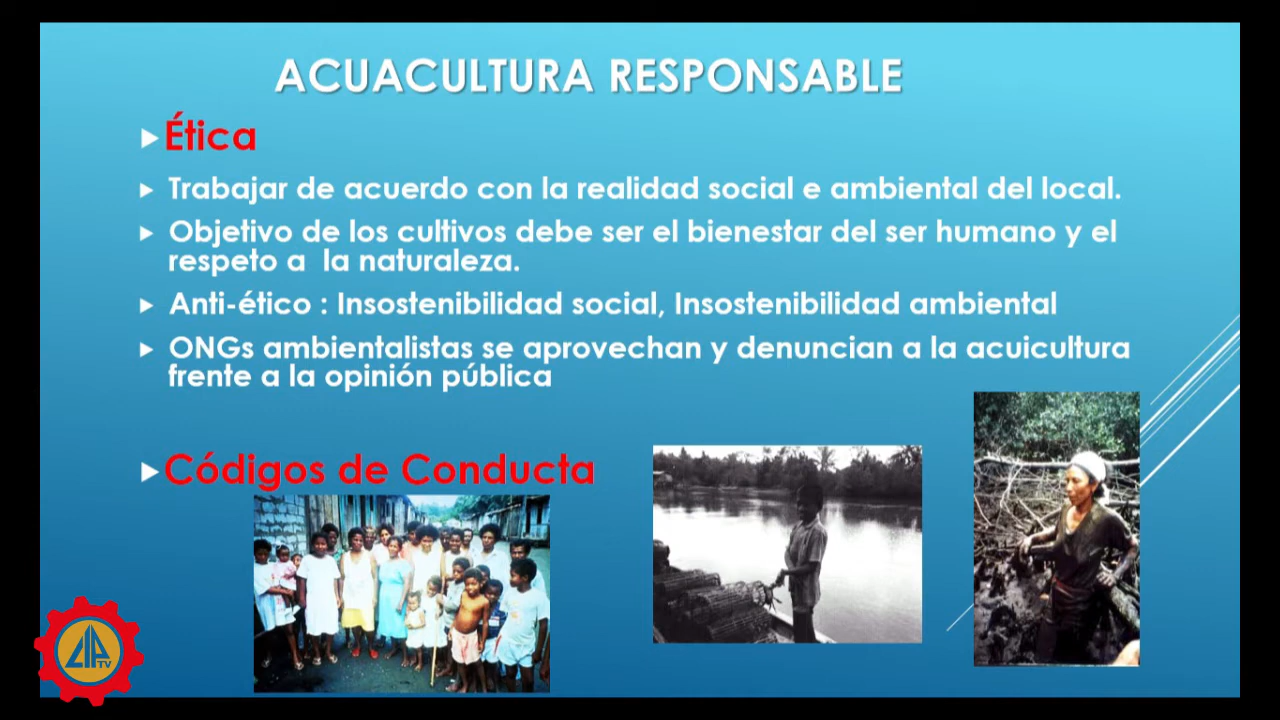 ACUACULTURA RESPONSABLE
Ética
Trabajar de acuerdo con la realidad social e ambiental del local.
Objetivo de los cultivos debe ser el bienestar del ser humano y el
respeto a la naturaleza.
Anti-ético : Insostenibilidad social, Insostenibilidad ambiental
ONGs ambientalistas se aprovechan y denuncian a la acuicultura
frente a la opinión pública
Códigos de Conducta
TV